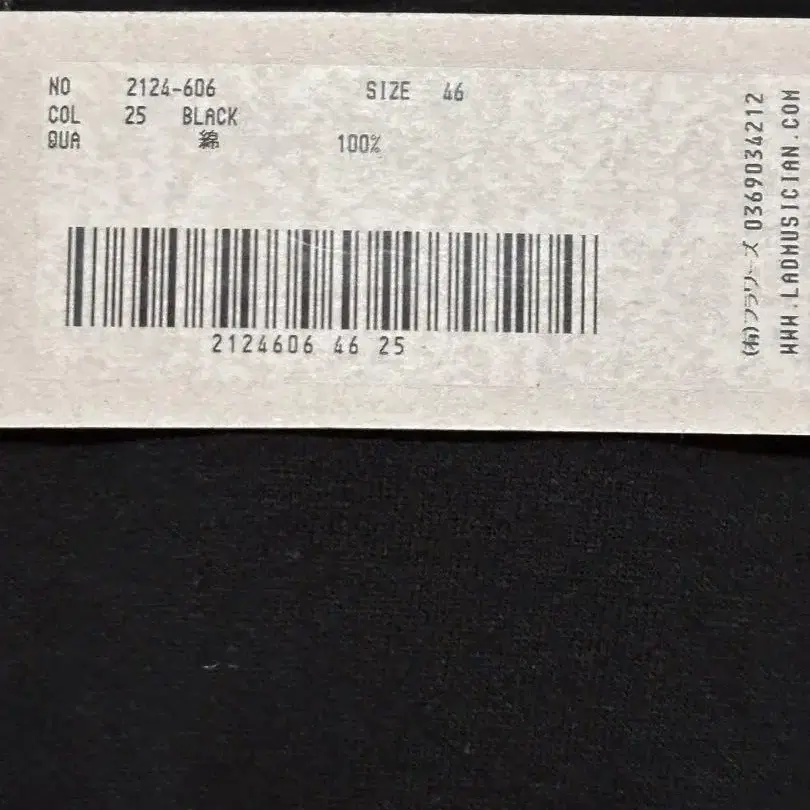 NO 2124-606 SIZE 46
COL 25 BLACK
QUA 綿 100%
2124606 46 25
(有)フラワーズ 0369034212
WWW.LADMUSICIAN.COM